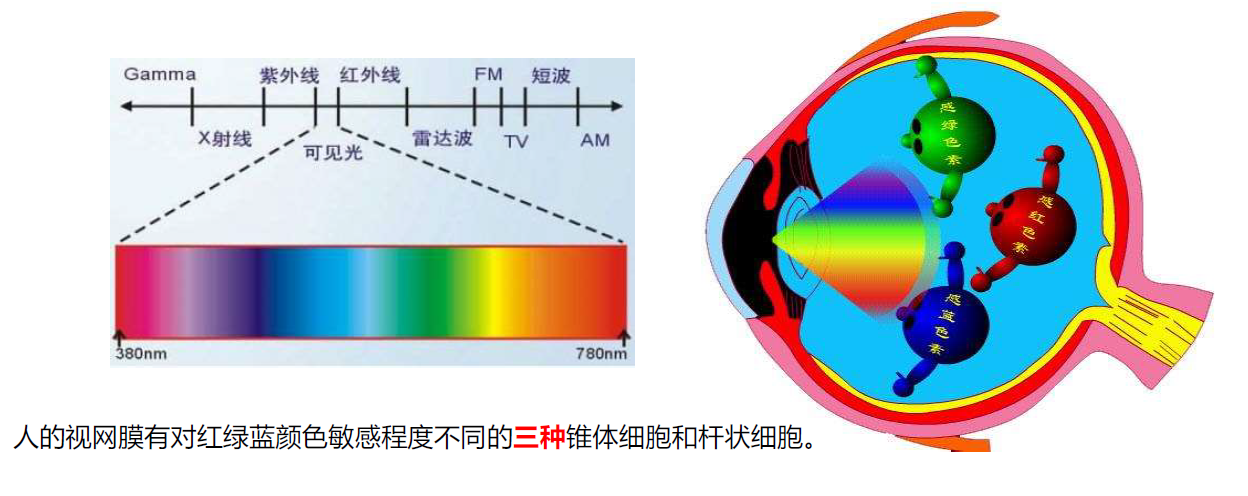 Gamma
紫外线
红外线
FM
短波
X射线
可见光
雷达波
TV
AM
380nm
780nm
感绿色素
感红色素
感蓝色素
人的视网膜有对红绿蓝颜色敏感程度不同的三种锥体细胞和杆状细胞。